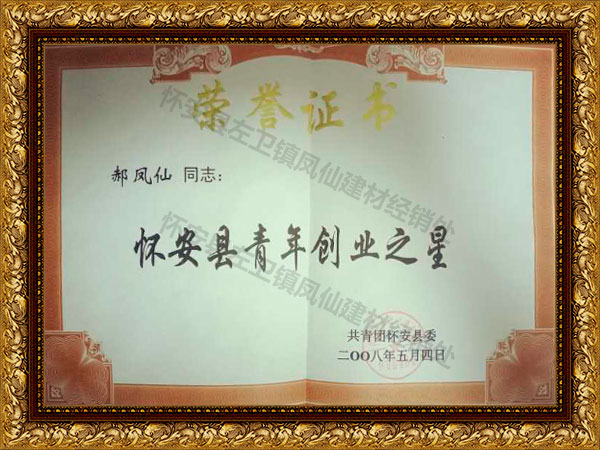 荣誉证书
郝凤仙 同志：
怀安县青年创业之星
共青团怀安县委
二〇〇八年五月四日
怀安县左卫镇凤仙建材经销处
怀安县左卫镇凤仙建材经销处